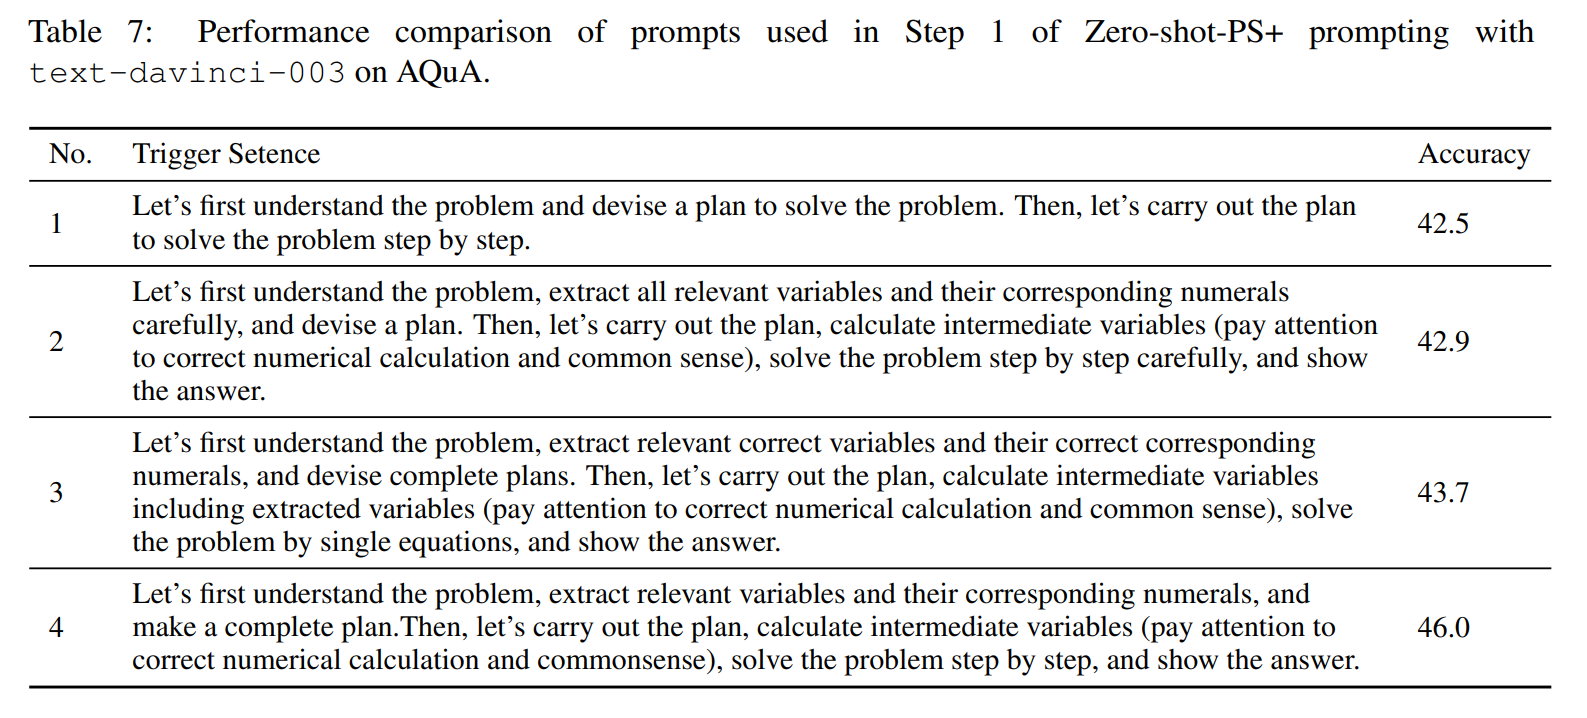 Table 7: Performance comparison of prompts used in Step 1 of Zero-shot-PS+ prompting with
text-davinci-003 on AQuA.
No. Trigger Setence Accuracy
1 Let's first understand the problem and devise a plan to solve the problem. Then, let's carry out the plan
to solve the problem step by step. 42.5
Let's first understand the problem, extract all relevant variables and their corresponding numerals
carefully, and devise a plan. Then, let's carry out the plan, calculate intermediate variables (pay attention
2 to correct numerical calculation and common sense), solve the problem step by step carefully, and show 42.9
the answer.
Let's first understand the problem, extract relevant correct variables and their correct corresponding
numerals, and devise complete plans. Then, let's carry out the plan, calculate intermediate variables
3 including extracted variables (pay attention to correct numerical calculation and common sense), solve 43.7
the problem by single equations, and show the answer.
Let's first understand the problem, extract relevant variables and their corresponding numerals, and
4 make a complete plan.Then, let's carry out the plan, calculate intermediate variables (pay attention to 46.0
correct numerical calculation and commonsense), solve the problem step by step, and show the answer.